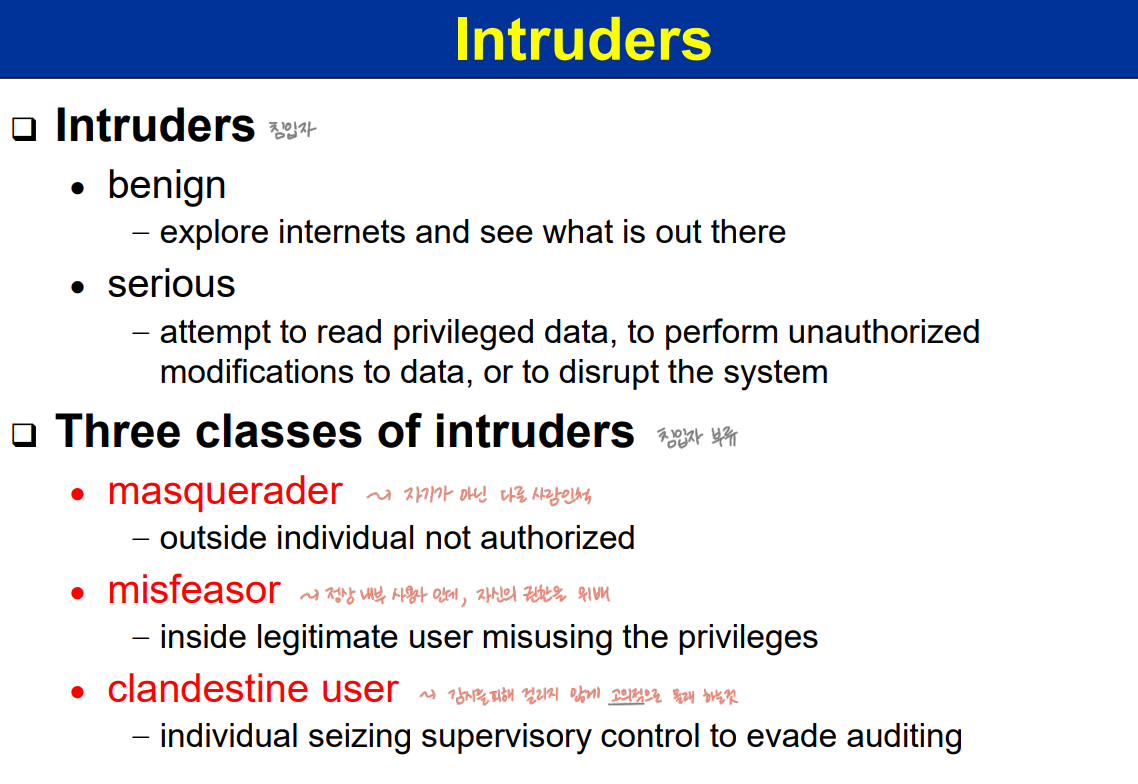 Intruders
❑ Intruders 침입자
• benign
– explore internets and see what is out there
• serious
– attempt to read privileged data, to perform unauthorized
modifications to data, or to disrupt the system
❑ Three classes of intruders 침입자 부류
• masquerader ~> 자기가 아닌 다른 사람인척
– outside individual not authorized
• misfeasor ~> 정상 내부 사용자 인데, 자신의 권한을 위배
– inside legitimate user misusing the privileges
• clandestine user ~> 감시를 피해 걸리지 않게 고의적으로 몰래 하는것
– individual seizing supervisory control to evade auditing